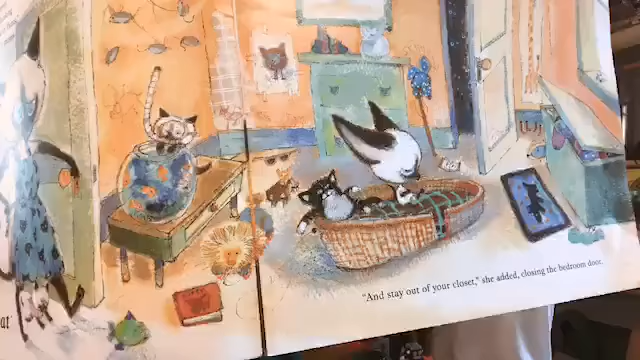 "And stay out of your closet," she added, closing the bedroom door.